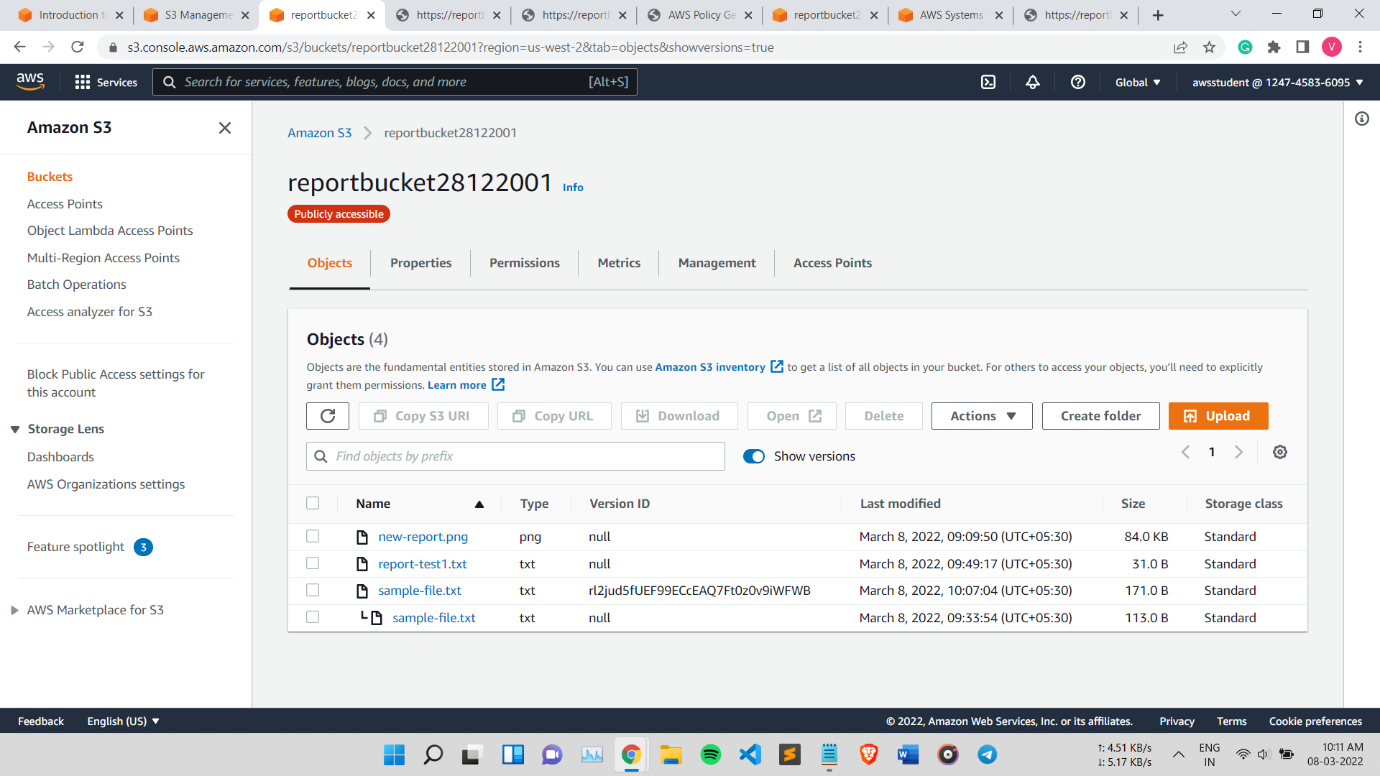 Introduction to
S3 Manageme
reportbucket2
https://report
https://report
AWS Policy Ge
reportbucket2
AWS Systems
https://report
s3.console.aws.amazon.com/s3/buckets/reportbucket28122001?region=us-west-2&tab=objects&showversions=true
V
aws
Services
Search for services, features, blogs, docs, and more
[Alt+S]
Global
awsstudent @ 1247-4583-6095
Amazon S3
Buckets
Access Points
Object Lambda Access Points
Multi-Region Access Points
Batch Operations
Access analyzer for S3
Block Public Access settings for
this account
Storage Lens
Dashboards
AWS Organizations settings
Feature spotlight 3
AWS Marketplace for S3
Amazon S3 > reportbucket28122001
reportbucket28122001 Info
Publicly accessible
Objects
Properties
Permissions
Metrics
Management
Access Points
Objects (4)
Objects are the fundamental entities stored in Amazon S3. You can use Amazon S3 inventory to get a list of all objects in your bucket. For others to access your objects, you'll need to explicitly
grant them permissions. Learn more
Copy S3 URI
Copy URL
Download
Open
Delete
Actions
Create folder
Upload
Find objects by prefix
Show versions
1
Name Type Version ID Last modified Size Storage class
new-report.png png null March 8, 2022, 09:09:50 (UTC+05:30) 84.0 KB Standard
report-test1.txt txt null March 8, 2022, 09:49:17 (UTC+05:30) 31.0 B Standard
sample-file.txt txt rl2jud5fUEF99ECcEAQ7Ft0z0v9iWFWB March 8, 2022, 10:07:04 (UTC+05:30) 171.0 B Standard
sample-file.txt txt null March 8, 2022, 09:33:54 (UTC+05:30) 113.0 B Standard
Feedback
English (US)
© 2022, Amazon Web Services, Inc. or its affiliates.
Privacy
Terms
Cookie preferences
↑: 4.51 KB/s
↓: 5.17 KB/s
ENG
IN
10:11 AM
08-03-2022